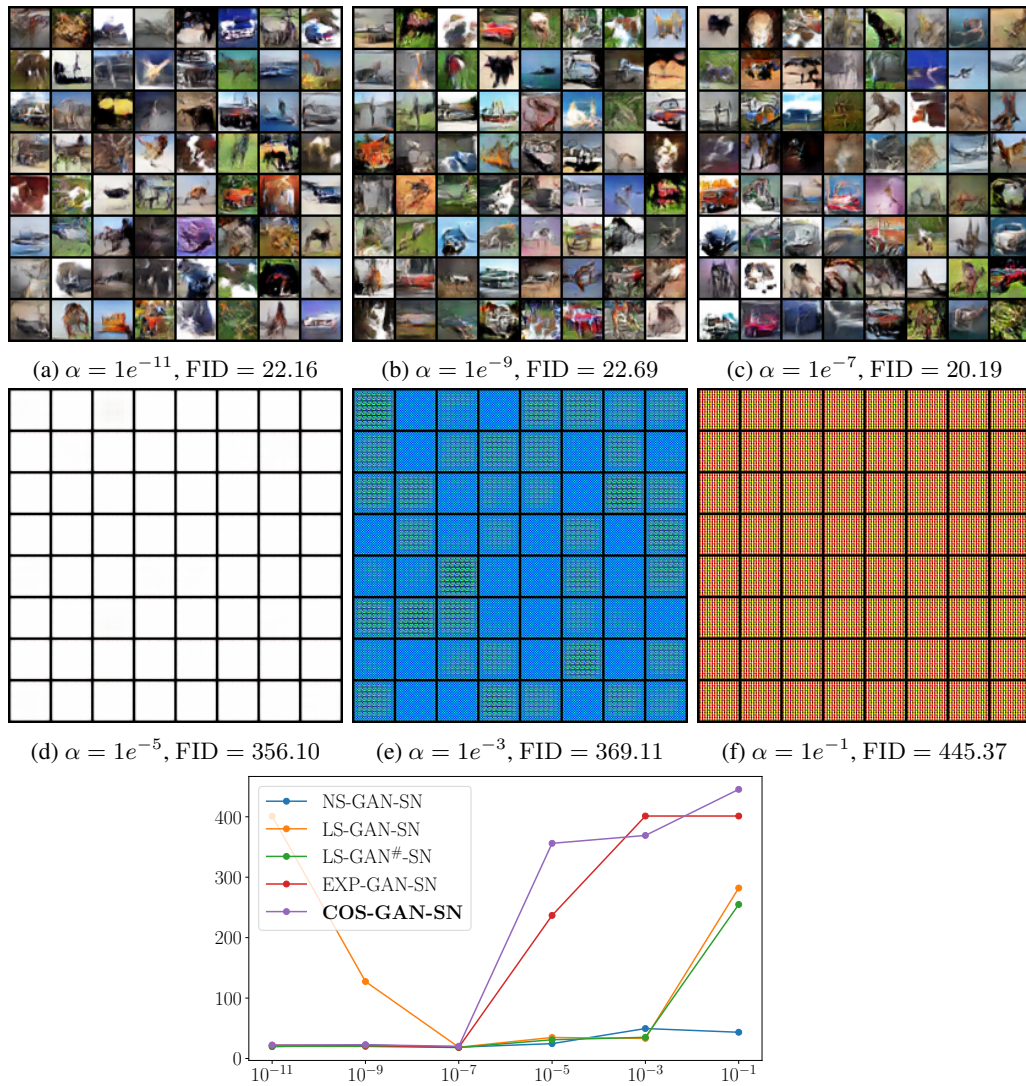 (a) α = 1e⁻¹¹, FID = 22.16 (b) α = 1e⁻⁹, FID = 22.69 (c) α = 1e⁻⁷, FID = 20.19
(d) α = 1e⁻⁵, FID = 356.10 (e) α = 1e⁻³, FID = 369.11 (f) α = 1e⁻¹, FID = 445.37
NS-GAN-SN
LS-GAN-SN
LS-GAN#-SN
EXP-GAN-SN
COS-GAN-SN
400
300
200
100
0
10⁻¹¹ 10⁻⁹ 10⁻⁷ 10⁻⁵ 10⁻³ 10⁻¹